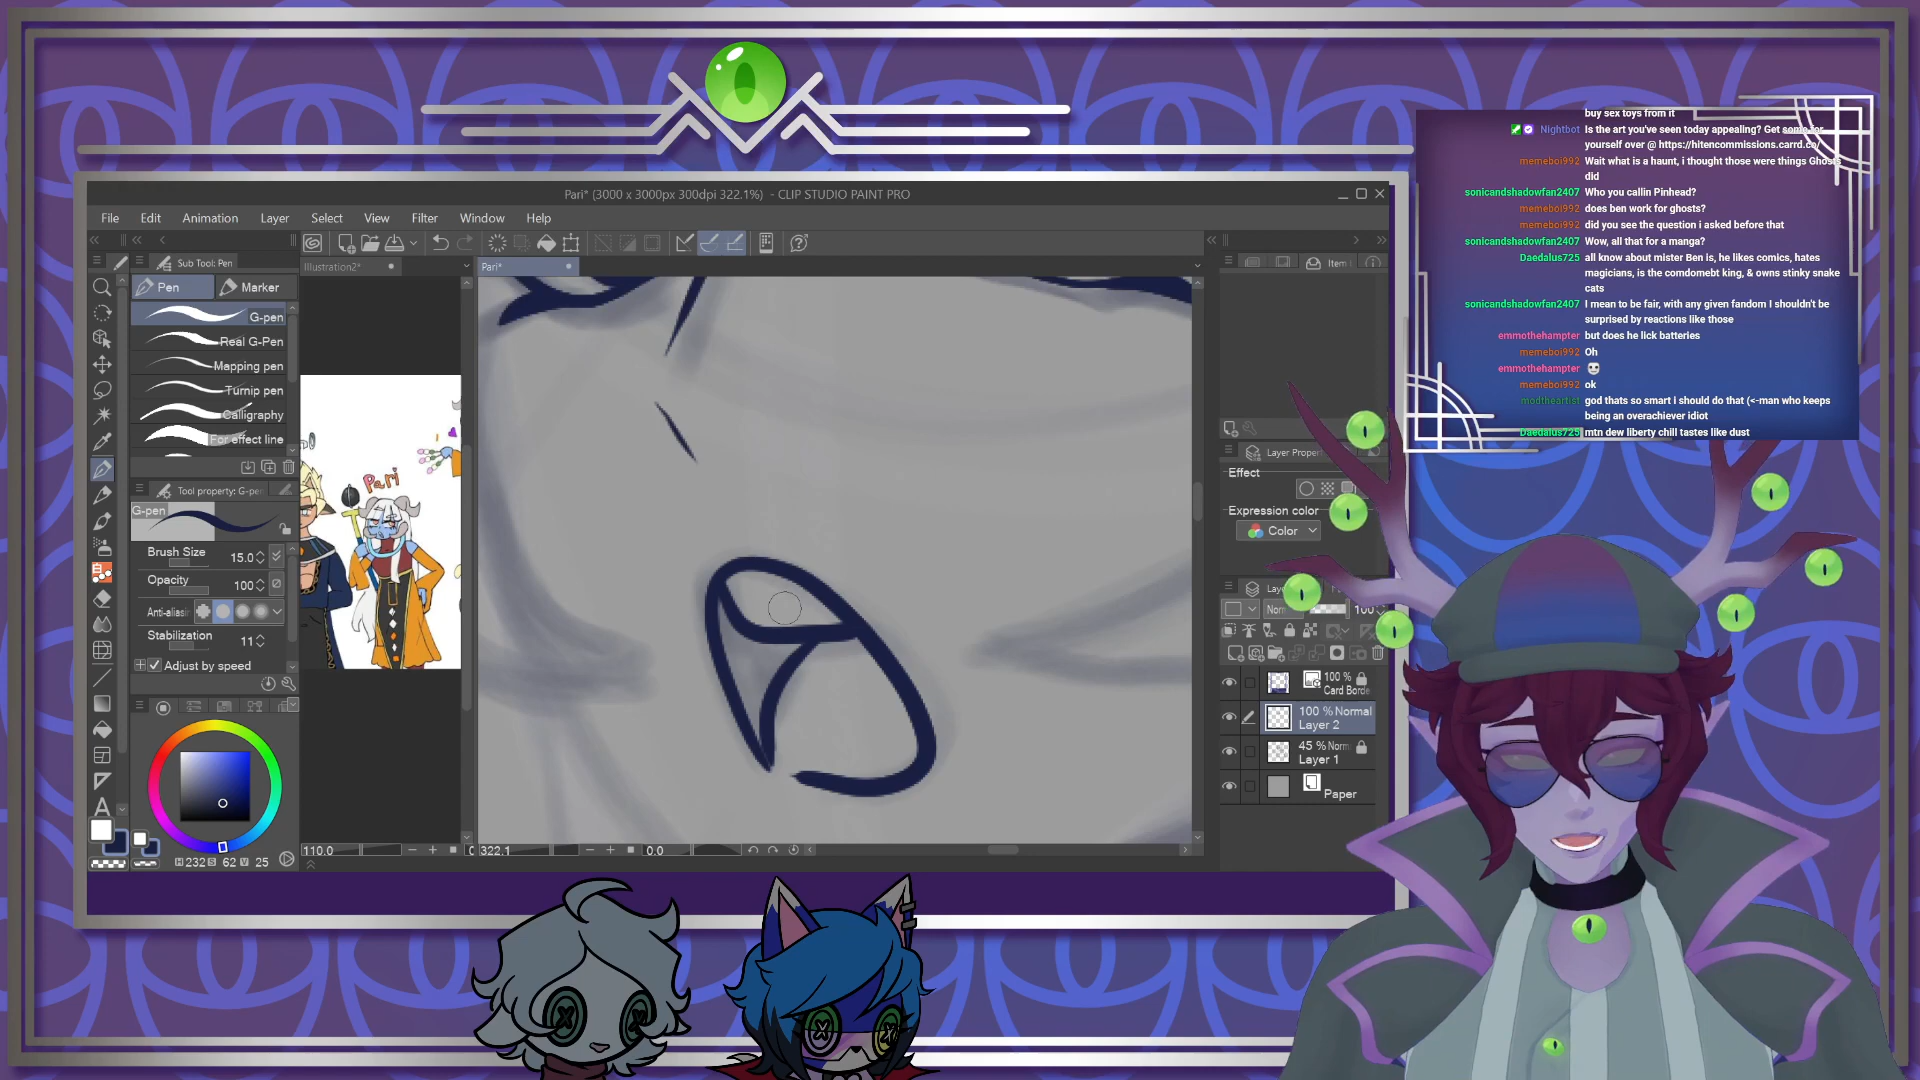 buy sex toys from it
Nightbot Is the art you've seen today appealing? Get some for
yourself over @ https://hitencommissions.carrd.co/
memeboi992 Wait what is a haunt, i thought those were things Ghosts
did
sonicandshadowfan2407 Who you callin Pinhead?
memeboi992 does ben work for ghosts?
memeboi992 did you see the question i asked before that
sonicandshadowfan2407 Wow, all that for a manga?
Daedalus725 all know about mister Ben is, he likes comics, hates
magicians, is the comdomebt king, & owns stinky snake
cats
sonicandshadowfan2407 I mean to be fair, with any given fandom I shouldn't be
surprised by reactions like those
emmothehampter but does he lick batteries
memeboi992 Oh
emmothehampter
memeboi992 ok
modtheartist god thats so smart i should do that (<-man who keeps
being an overachiever idiot
Daedalus725 mtn dew liberty chill tastes like dust
Pari* (3000 x 3000px 300dpi 322.1%) - CLIP STUDIO PAINT PRO
File Edit Animation Layer Select View Filter Window Help
Sub Tool: Pen
Illustration2* Pari*
Item
Pen Marker
G-pen
Real G-Pen
Mapping pen
Turnip pen
Calligraphy
For effect line
Tool property: G-pe
G-pen
Brush Size 15.0
Opacity 100
Anti-alias
Stabilization 11
Adjust by speed
H 232 S 62 V 25
Pari
110.0
322.1 0.0
Layer Proper
Effect
Expression color
Color
100
100 %
Card Borde
100 % Normal
Layer 2
45 % Norm
Layer 1
Paper